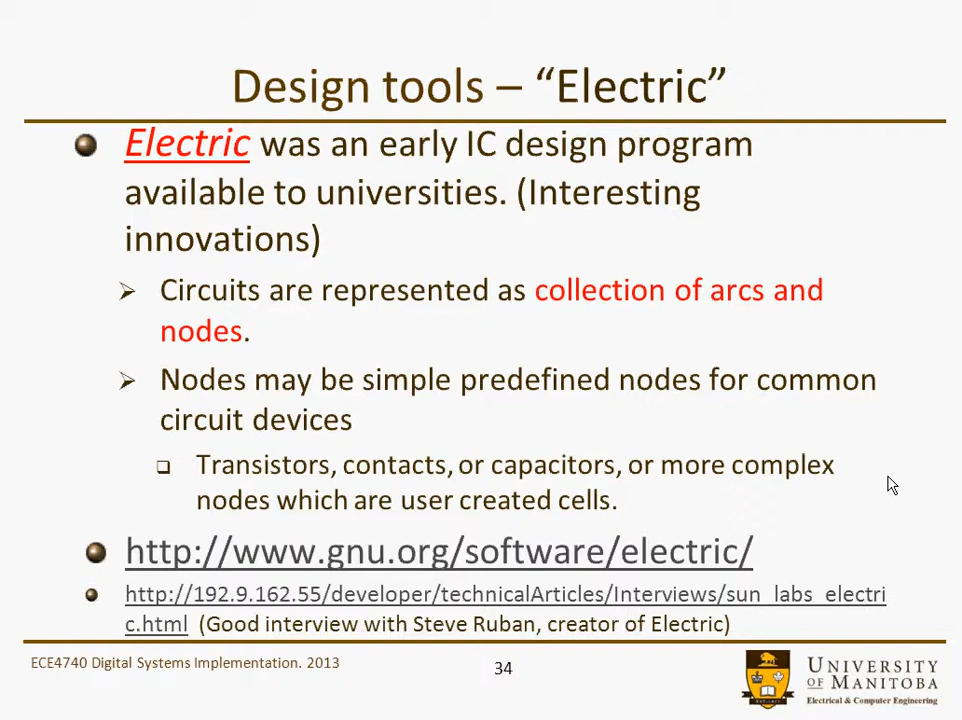 Design tools – “Electric”
Electric was an early IC design program
available to universities. (Interesting
innovations)
Circuits are represented as collection of arcs and
nodes.
Nodes may be simple predefined nodes for common
circuit devices
Transistors, contacts, or capacitors, or more complex
nodes which are user created cells.
http://www.gnu.org/software/electric/
http://192.9.162.55/developer/technicalArticles/Interviews/sun_labs_electri
c.html (Good interview with Steve Ruban, creator of Electric)
ECE4740 Digital Systems Implementation. 2013
34
UNIVERSITY
OF MANITOBA
Electrical & Computer Engineering